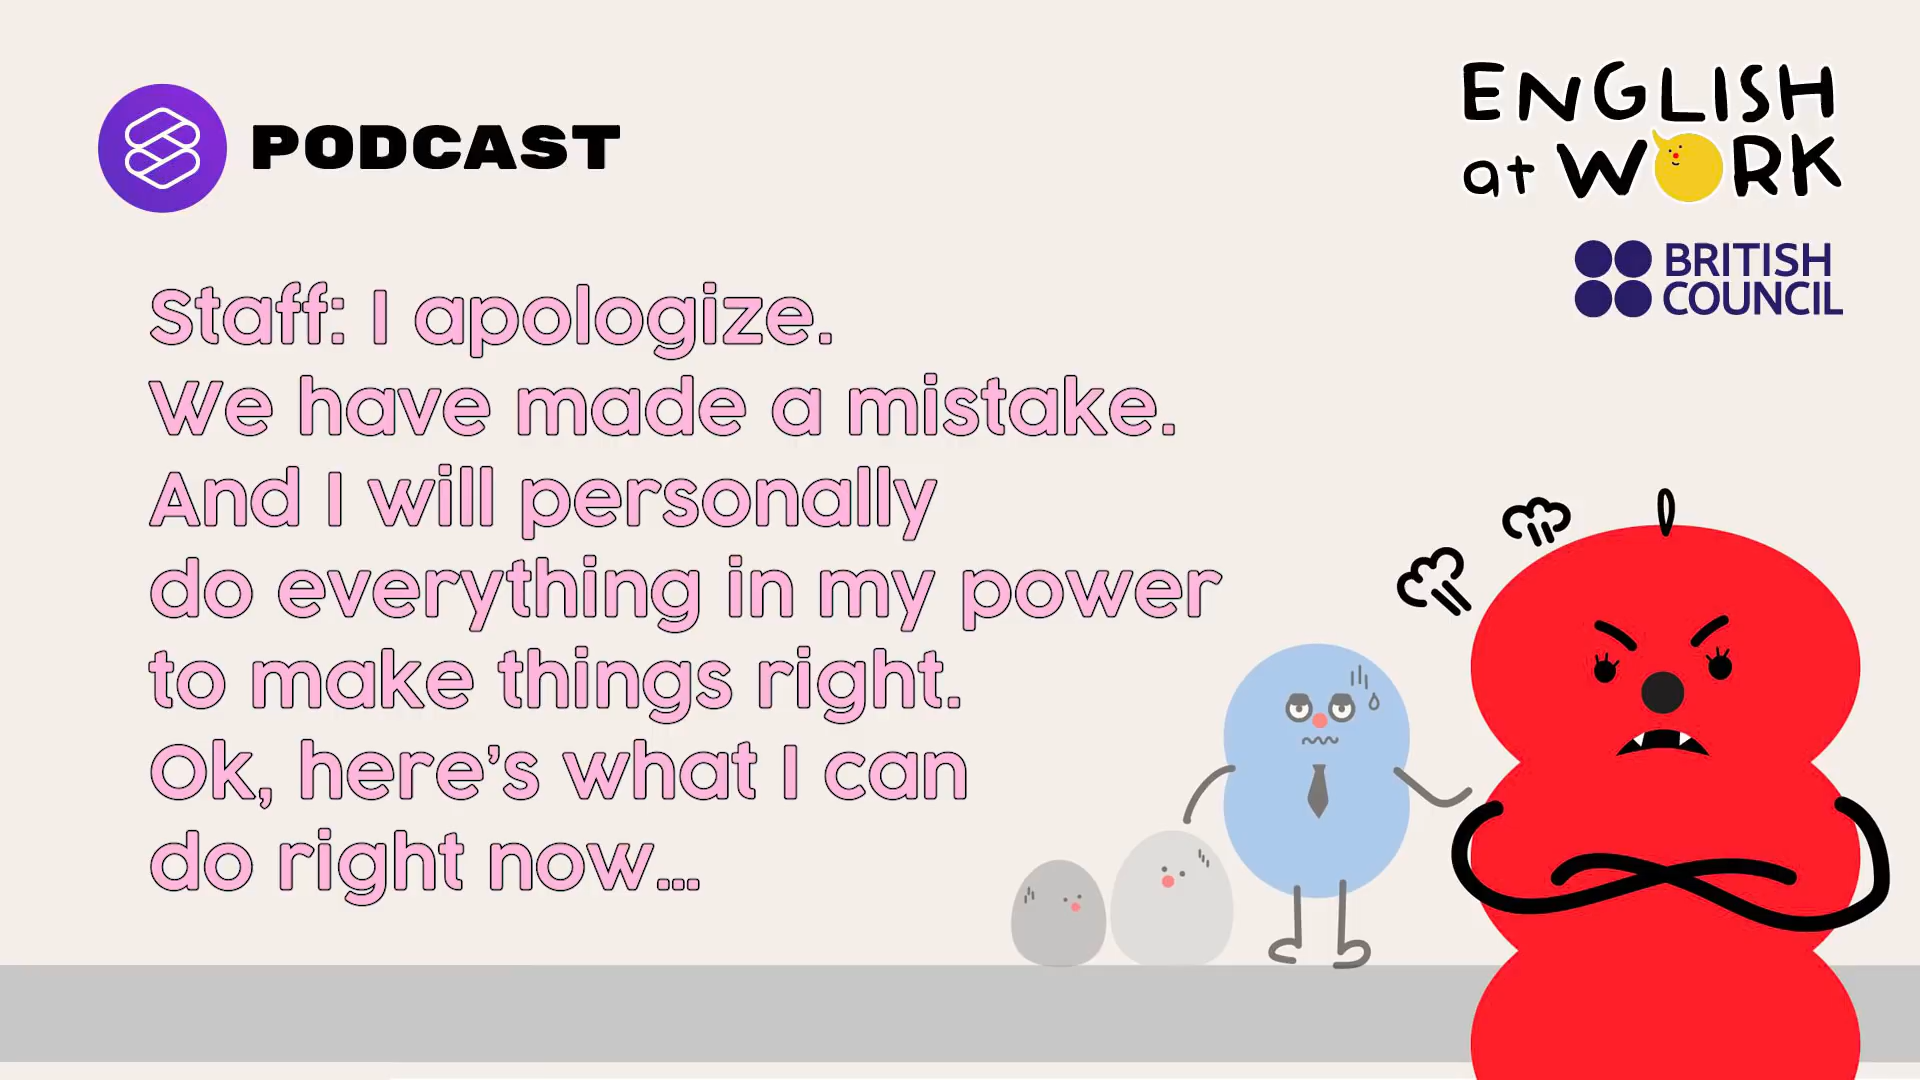 PODCAST
ENGLISH
at WORK
BRITISH
COUNCIL
Staff: I apologize.
We have made a mistake.
And I will personally
do everything in my power
to make things right.
Ok, here’s what I can
do right now...